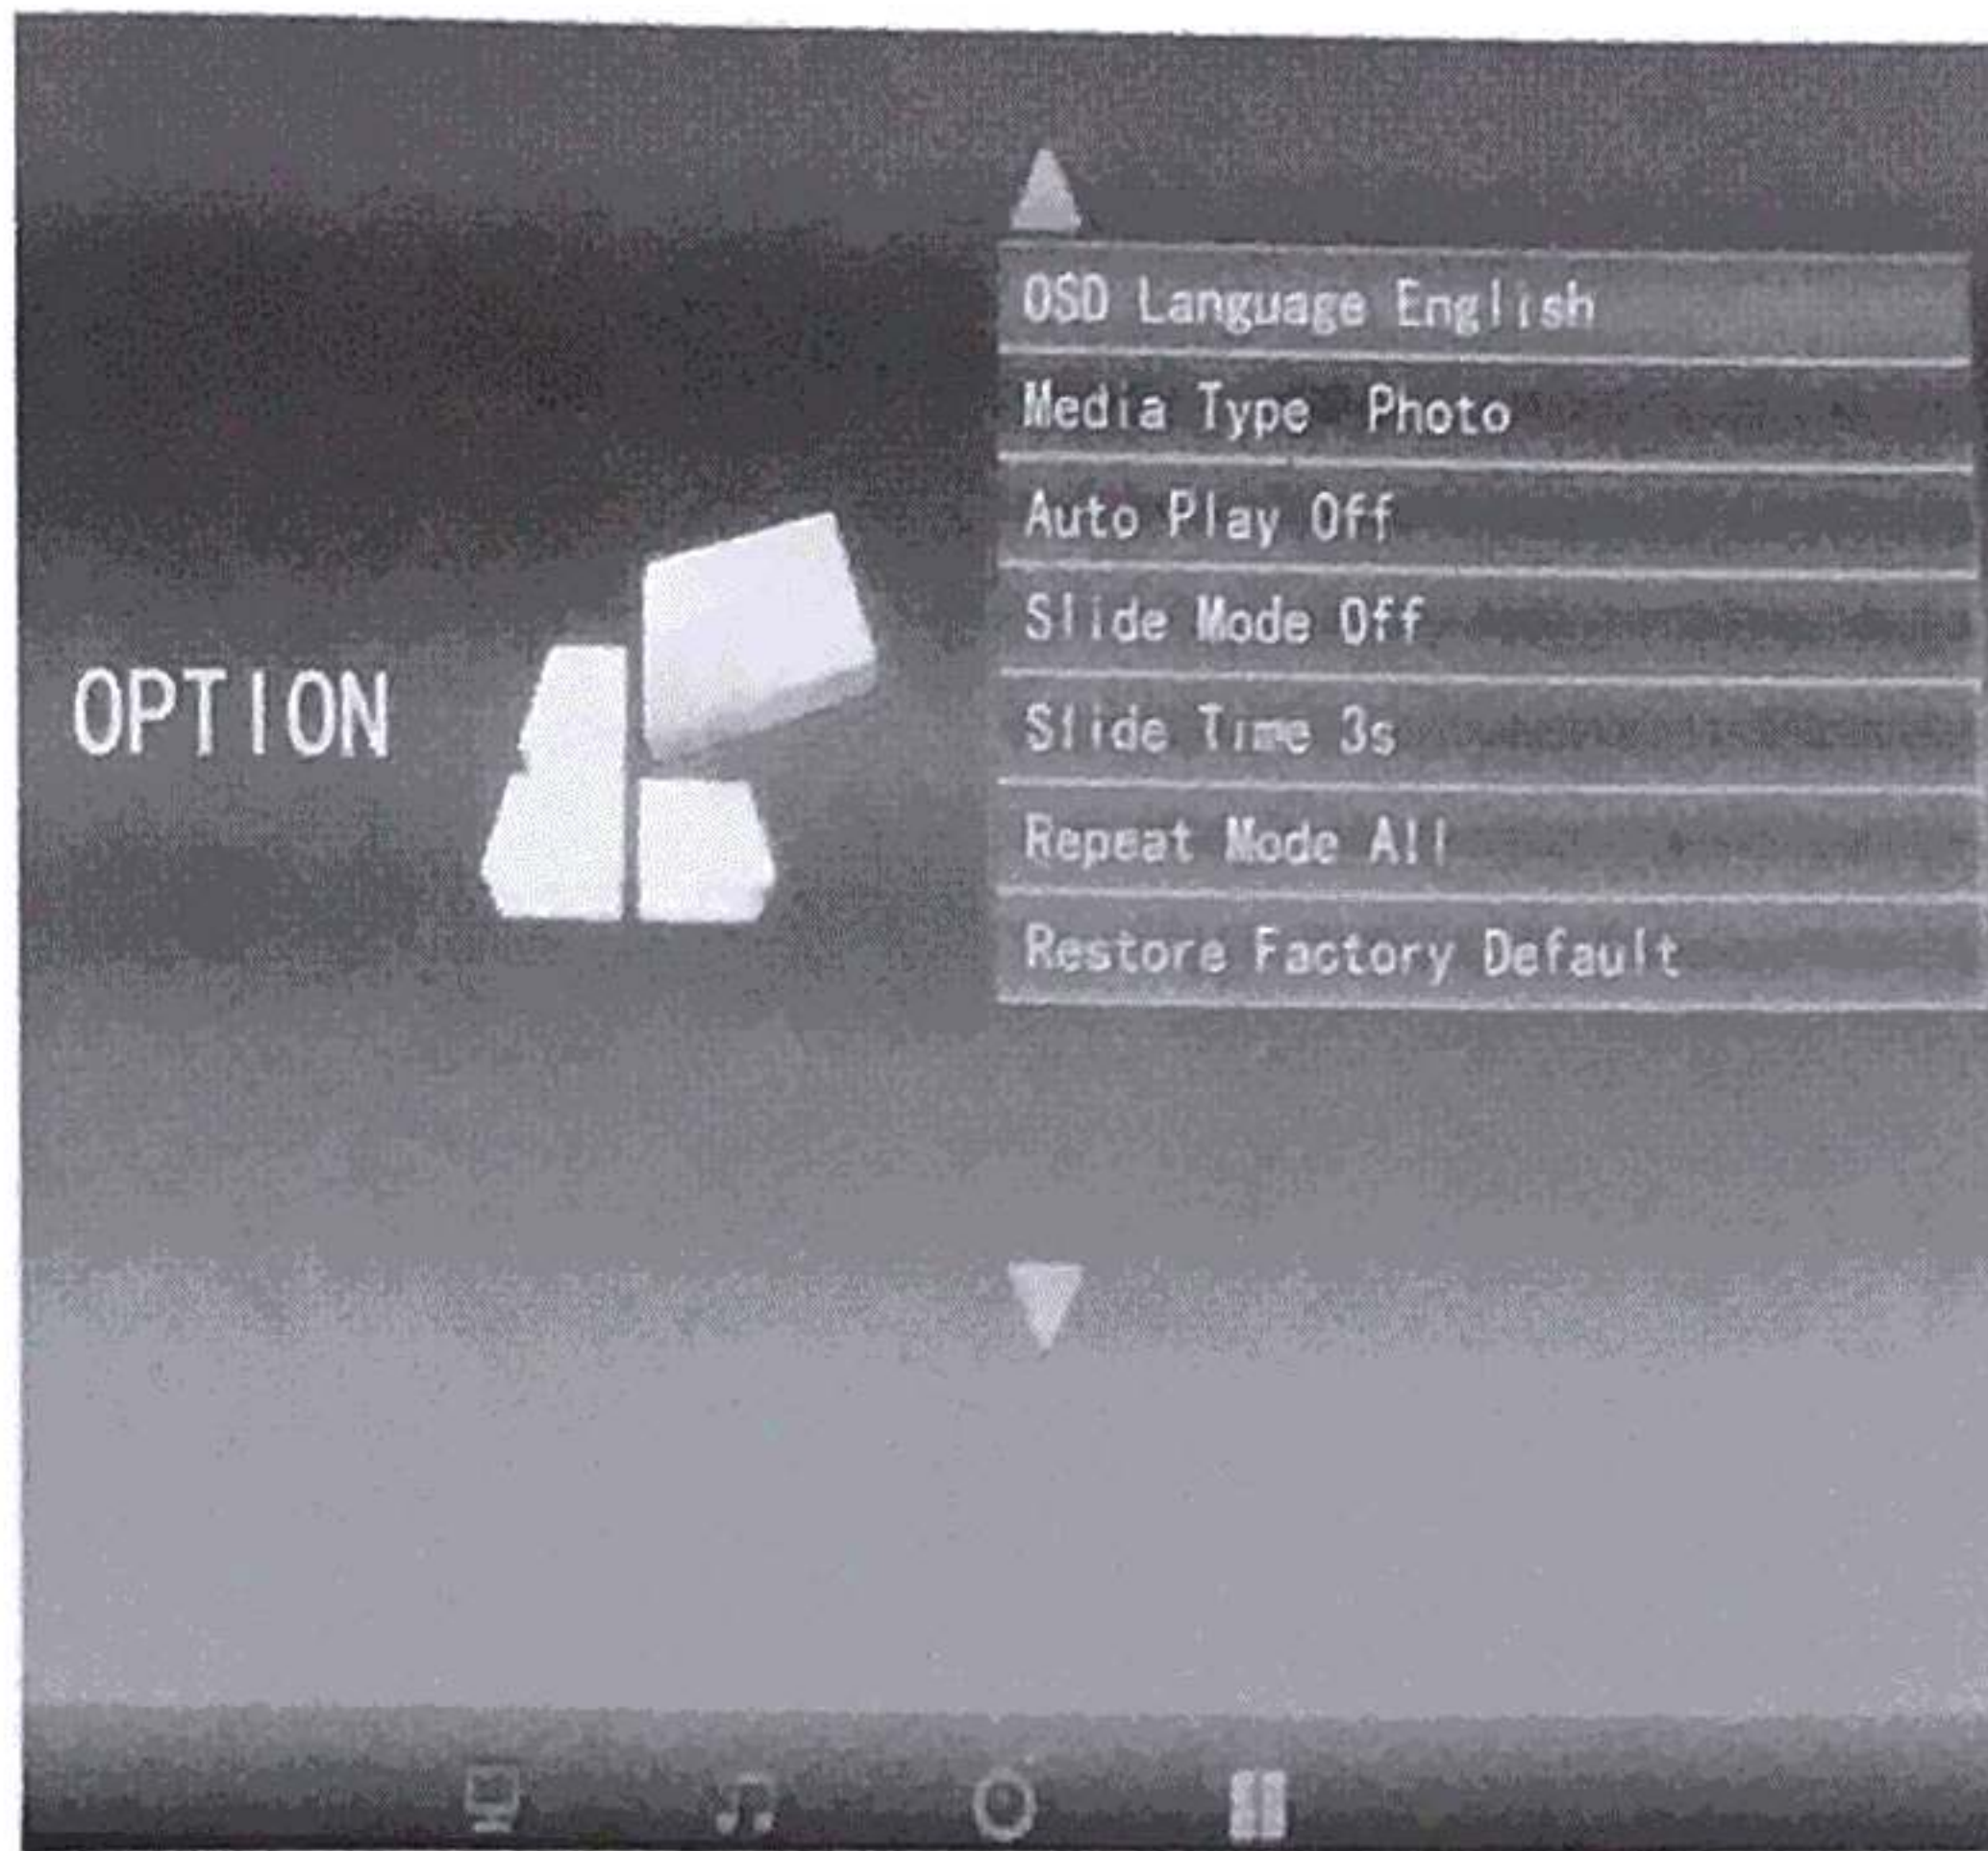 OPTION
OSD Language English
Media Type Photo
Auto Play Off
Slide Mode Off
Slide Time 3s
Repeat Mode All
Restore Factory Default